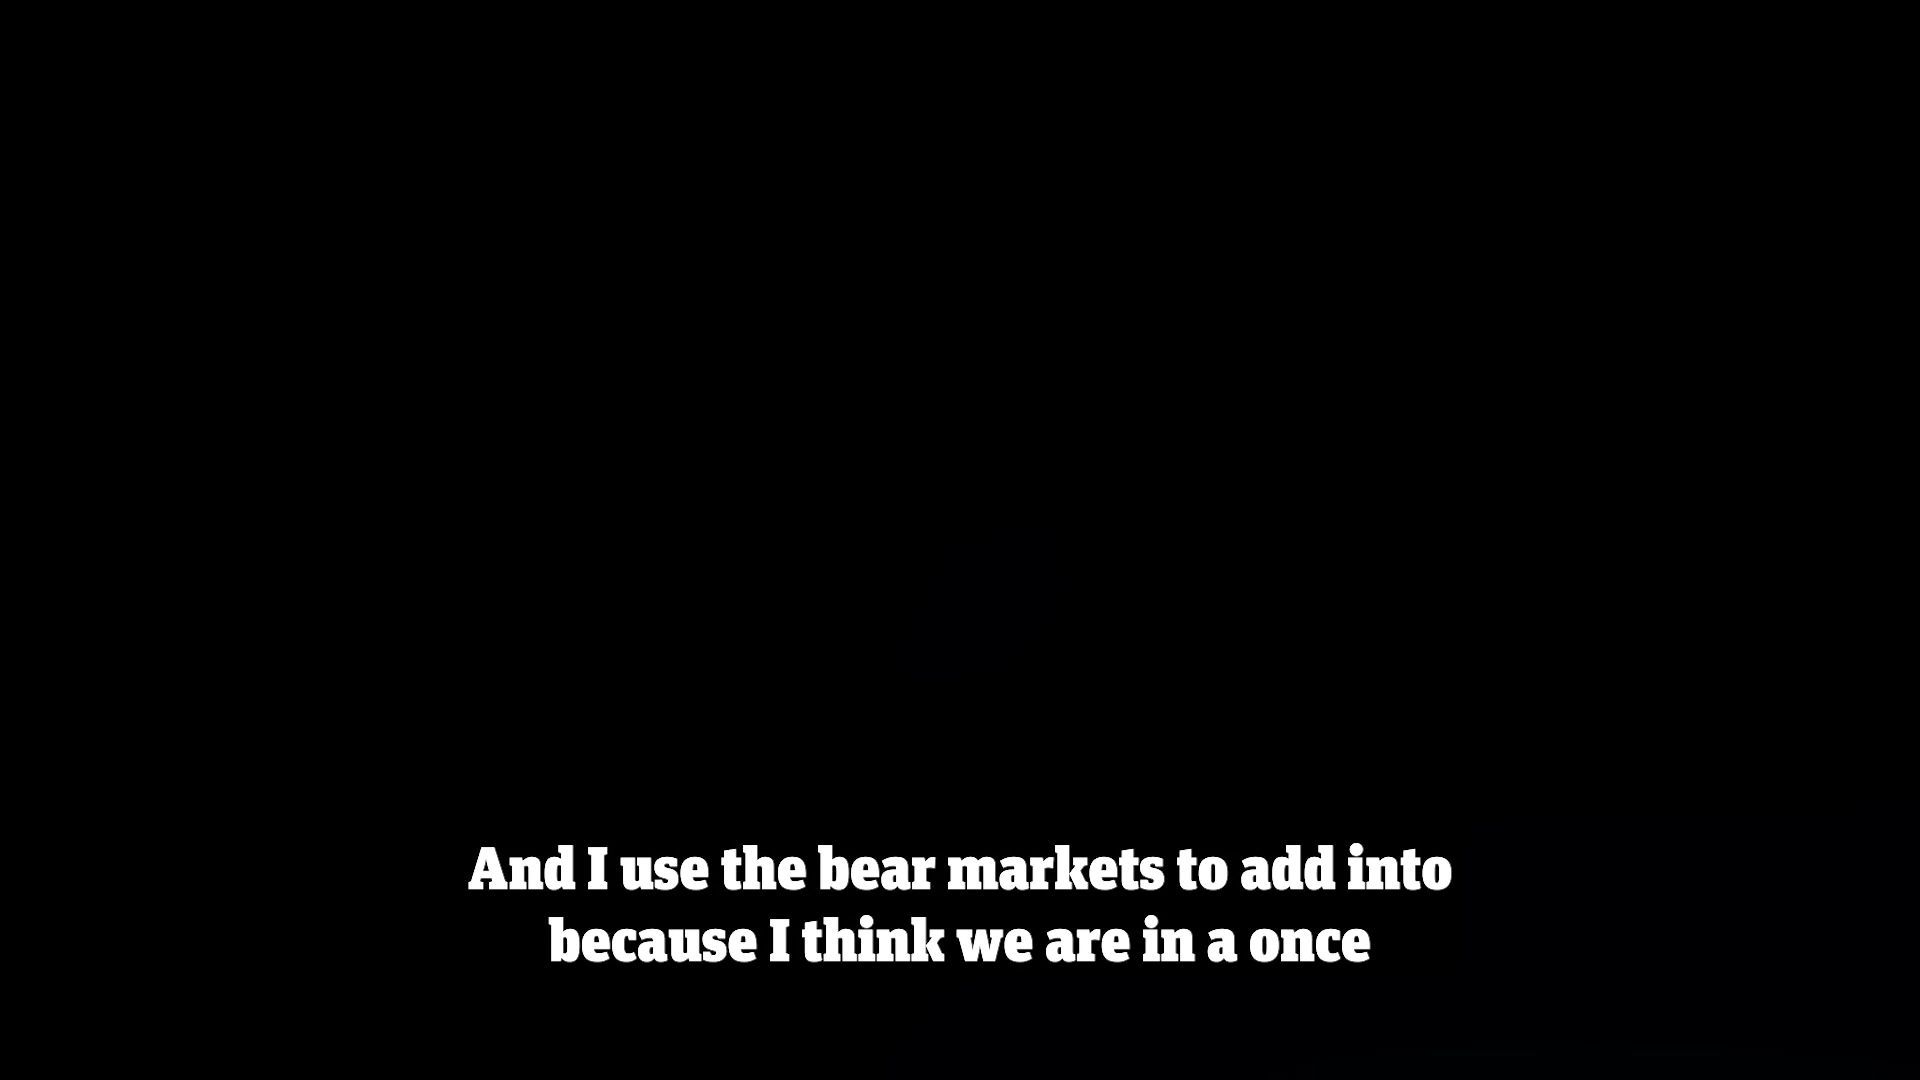 And I use the bear markets to add into
because I think we are in a once